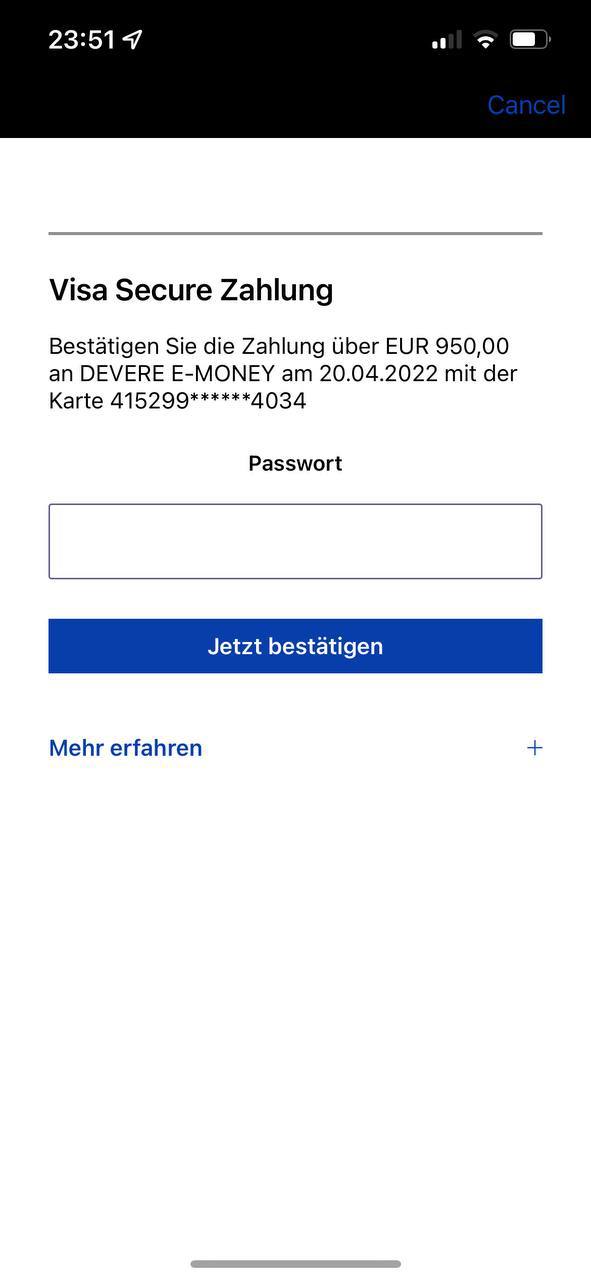 23:51
Cancel
Visa Secure Zahlung
Bestätigen Sie die Zahlung über EUR 950,00
an DEVERE E-MONEY am 20.04.2022 mit der
Karte 415299******4034
Passwort
Jetzt bestätigen
Mehr erfahren +